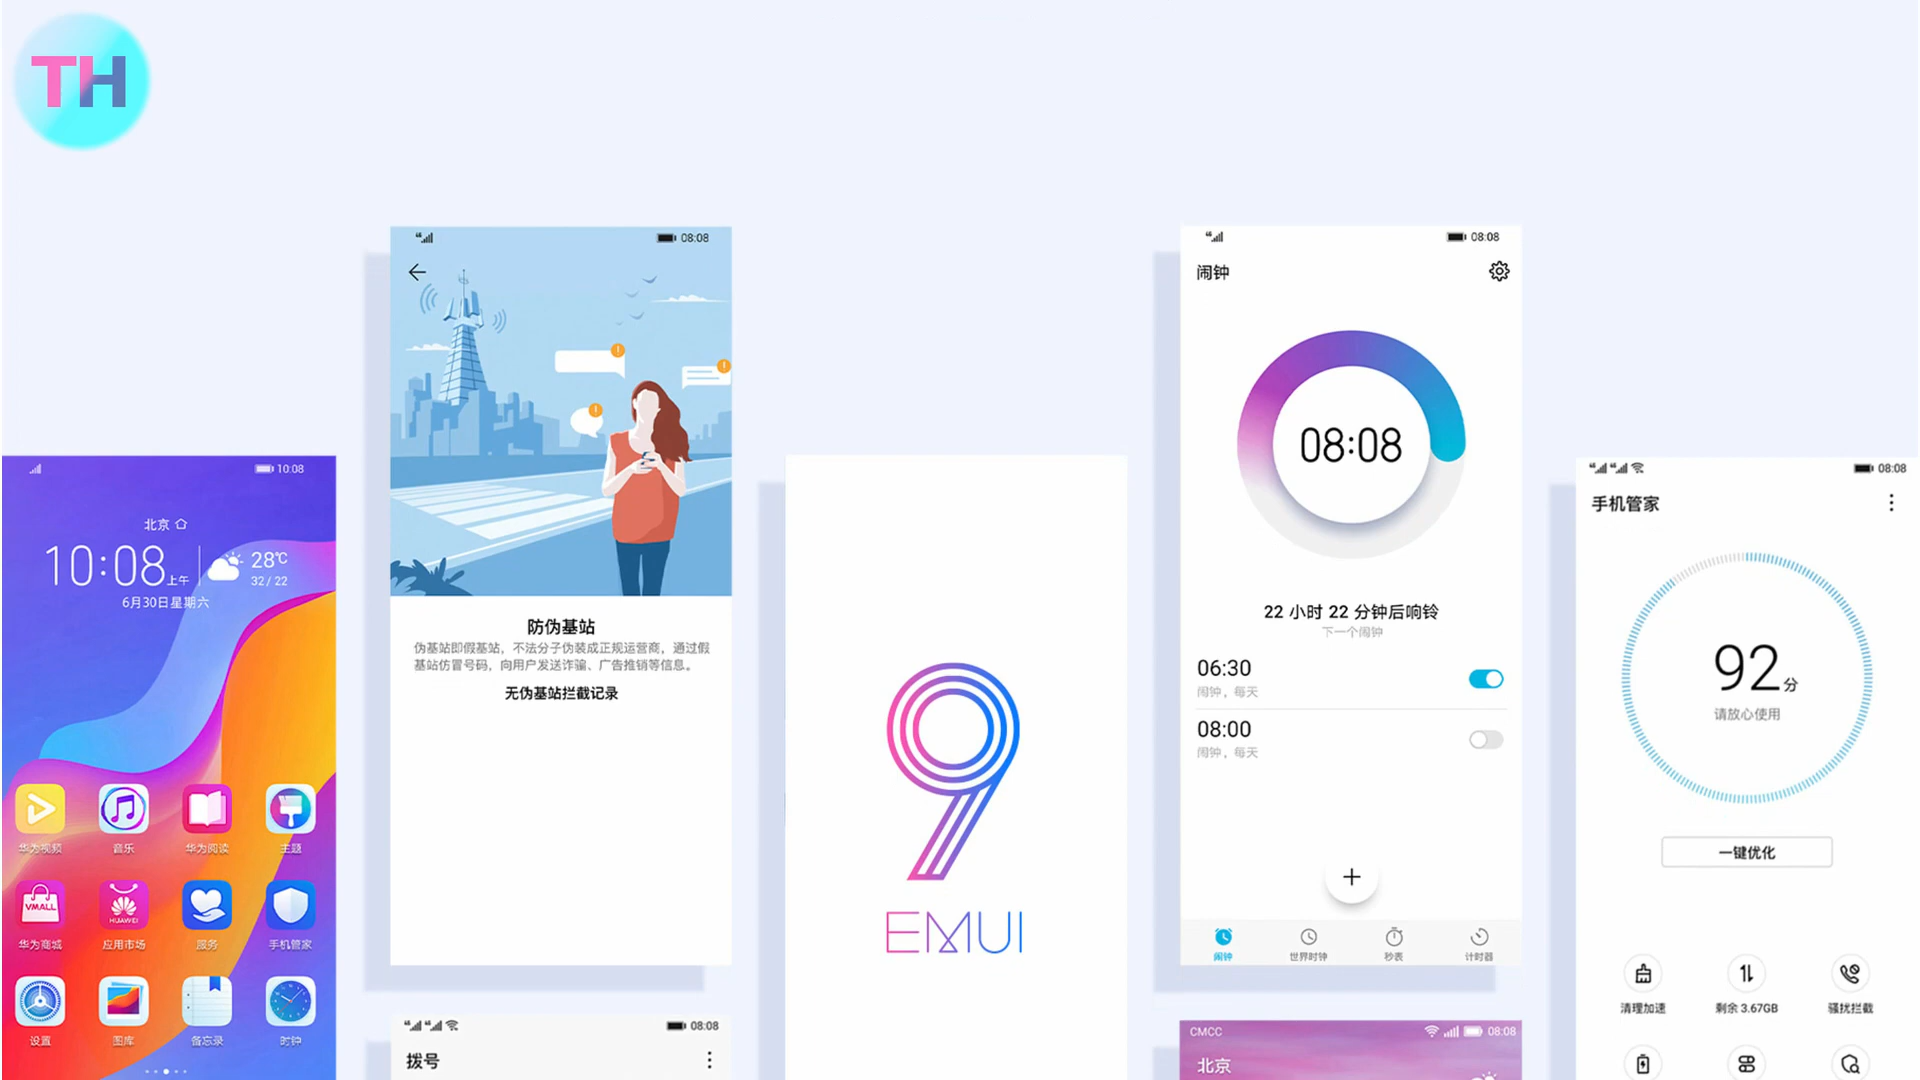 TH
10:08
北京
10:08 上午
28℃
32 / 22
6月30日星期六
华为视频 音乐 华为阅读 主题
VMALL
HUAWEI
华为商城 应用市场 服务 手机管家
设置 图库 备忘录 时钟
08:08
防伪基站
伪基站即假基站，不法分子伪装成正规运营商，通过假
基站仿冒号码，向用户发送诈骗、广告推销等信息。
无伪基站拦截记录
08:08
拨号
9
EMUI
08:08
闹钟
08:08
22 小时 22 分钟后响铃
下一个闹钟
06:30
闹钟，每天
08:00
闹钟，每天
闹钟 世界时钟 秒表 计时器
CMCC 08:08
北京
08:08
手机管家
92分
请放心使用
一键优化
清理加速 剩余 3.67GB 骚扰拦截